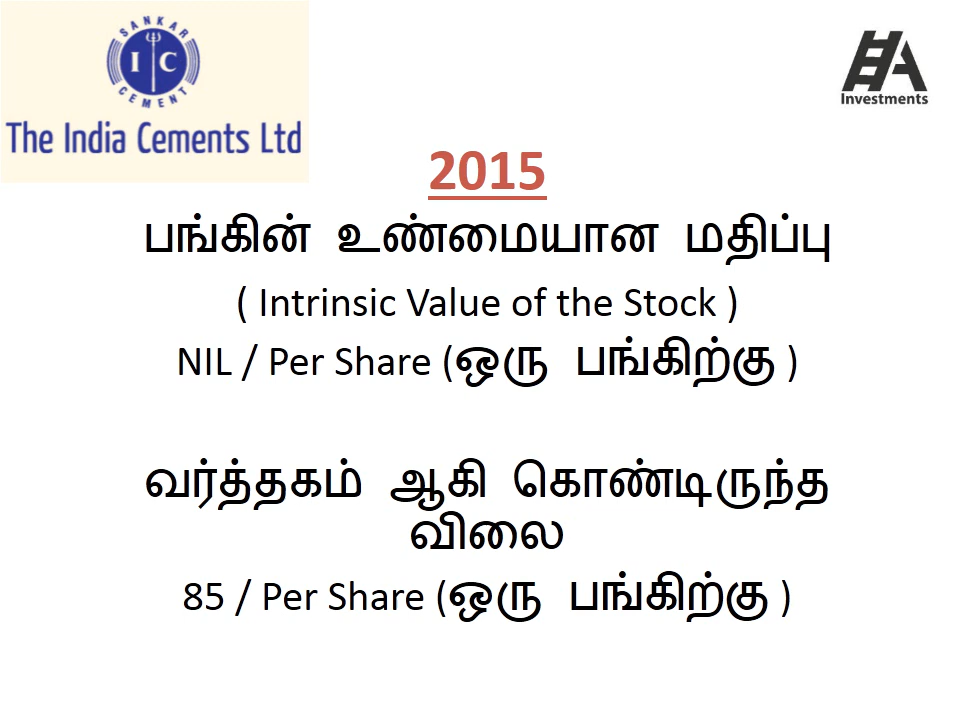 SANKAR
I C
CEMENT
The India Cements Ltd
Investments
2015
பங்கின் உண்மையான மதிப்பு
( Intrinsic Value of the Stock )
NIL / Per Share (ஒரு பங்கிற்கு )
வர்த்தகம் ஆகி கொண்டிருந்த
விலை
85 / Per Share (ஒரு பங்கிற்கு )